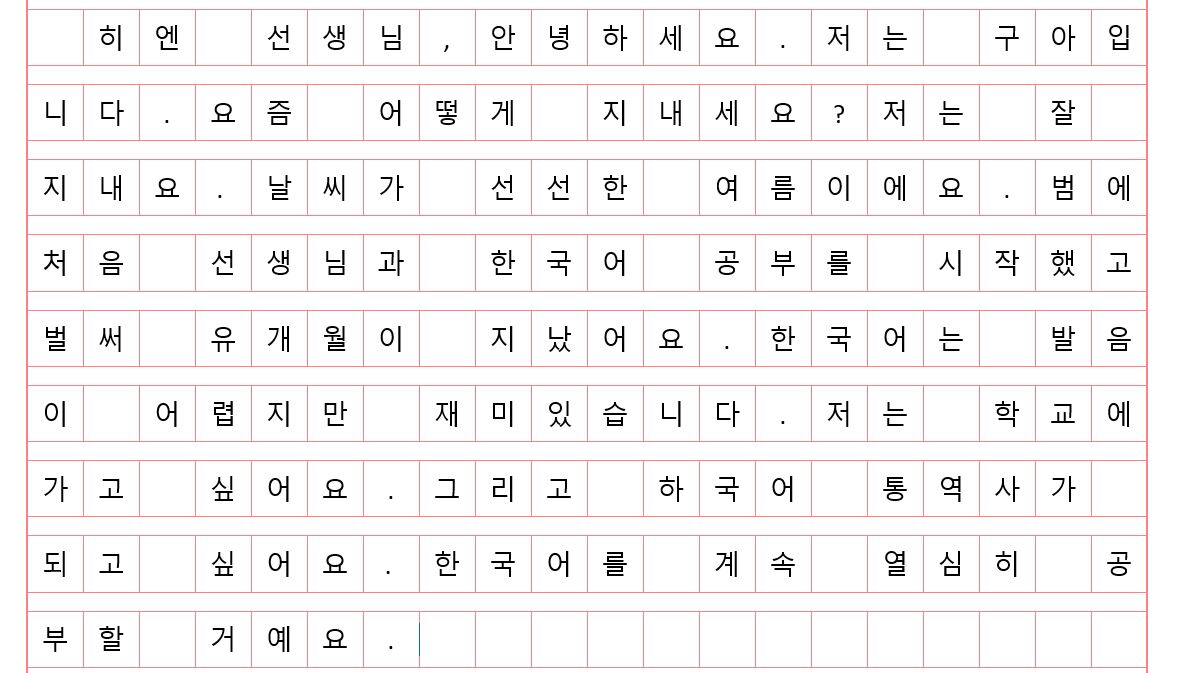 히엔 선생님,안녕하세요.저는 구아입
니다.요즘 어떻게 지내세요?저는 잘
지내요.날씨가 선선한 여름이에요.범에
처음 선생님과 한국어 공부를 시작했고
벌써 유개월이 지났어요.한국어는 발음
이 어렵지만 재미있습니다.저는 학교에
가고 싶어요.그리고 하국어 통역사가
되고 싶어요.한국어를 계속 열심히 공
부할 거예요.